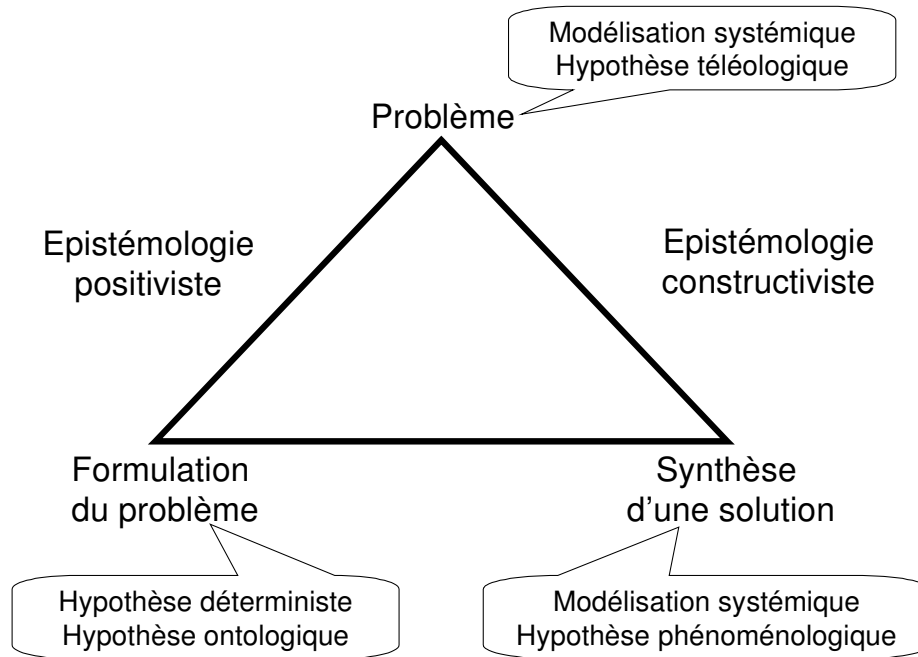 Modélisation systémique
Hypothèse téléologique
Problème
Epistémologie
positiviste
Epistémologie
constructiviste
Formulation
du problème
Synthèse
d'une solution
Hypothèse déterministe
Hypothèse ontologique
Modélisation systémique
Hypothèse phénoménologique